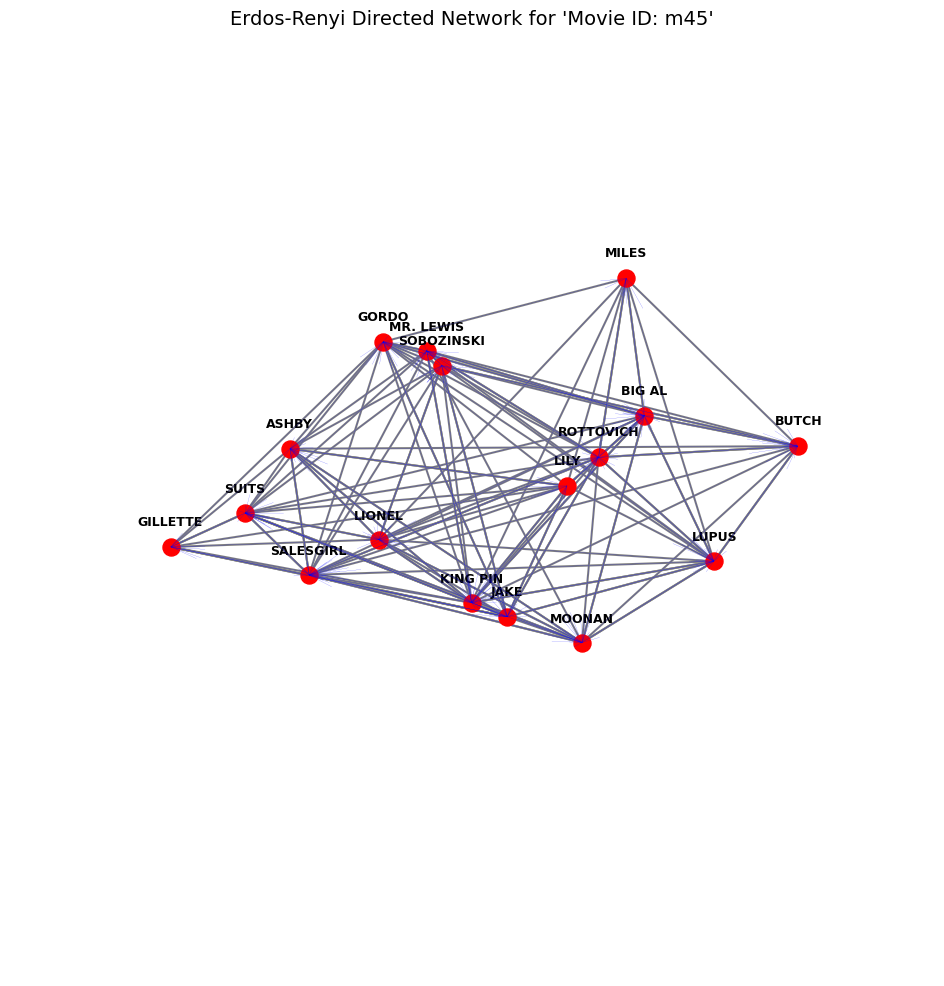 Erdos-Renyi Directed Network for 'Movie ID: m45'
MILES
GORDO
MR. LEWIS
SOBOZINSKI
BIG AL
BUTCH
ASHBY
ROTTOVICH
LILY
SUITS
LIONEL
GILLETTE
LUPUS
SALESGIRL
KING PIN
JAKE
MOONAN